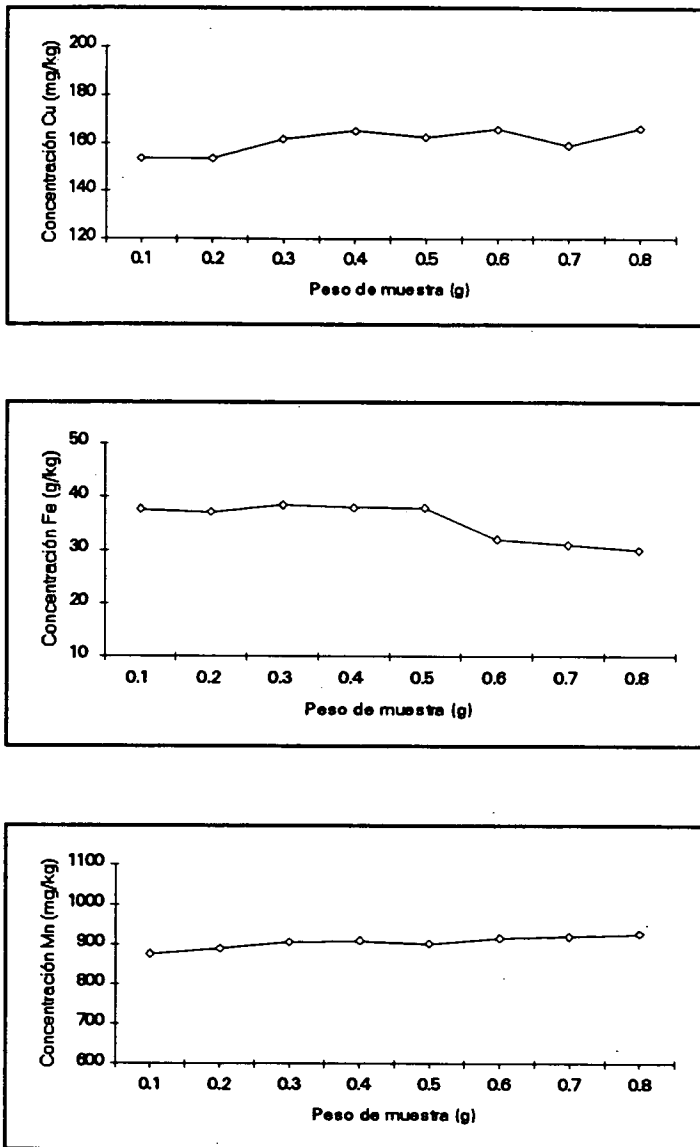 Concentración Cu (mg/kg)
200
180
160
140
120
0.1 0.2 0.3 0.4 0.5 0.6 0.7 0.8
Peso de muestra (g)
Concentración Fe (g/kg)
50
40
30
20
10
0.1 0.2 0.3 0.4 0.5 0.6 0.7 0.8
Peso de muestra (g)
Concentración Mn (mg/kg)
1100
1000
900
800
700
600
0.1 0.2 0.3 0.4 0.5 0.6 0.7 0.8
Peso de muestra (g)